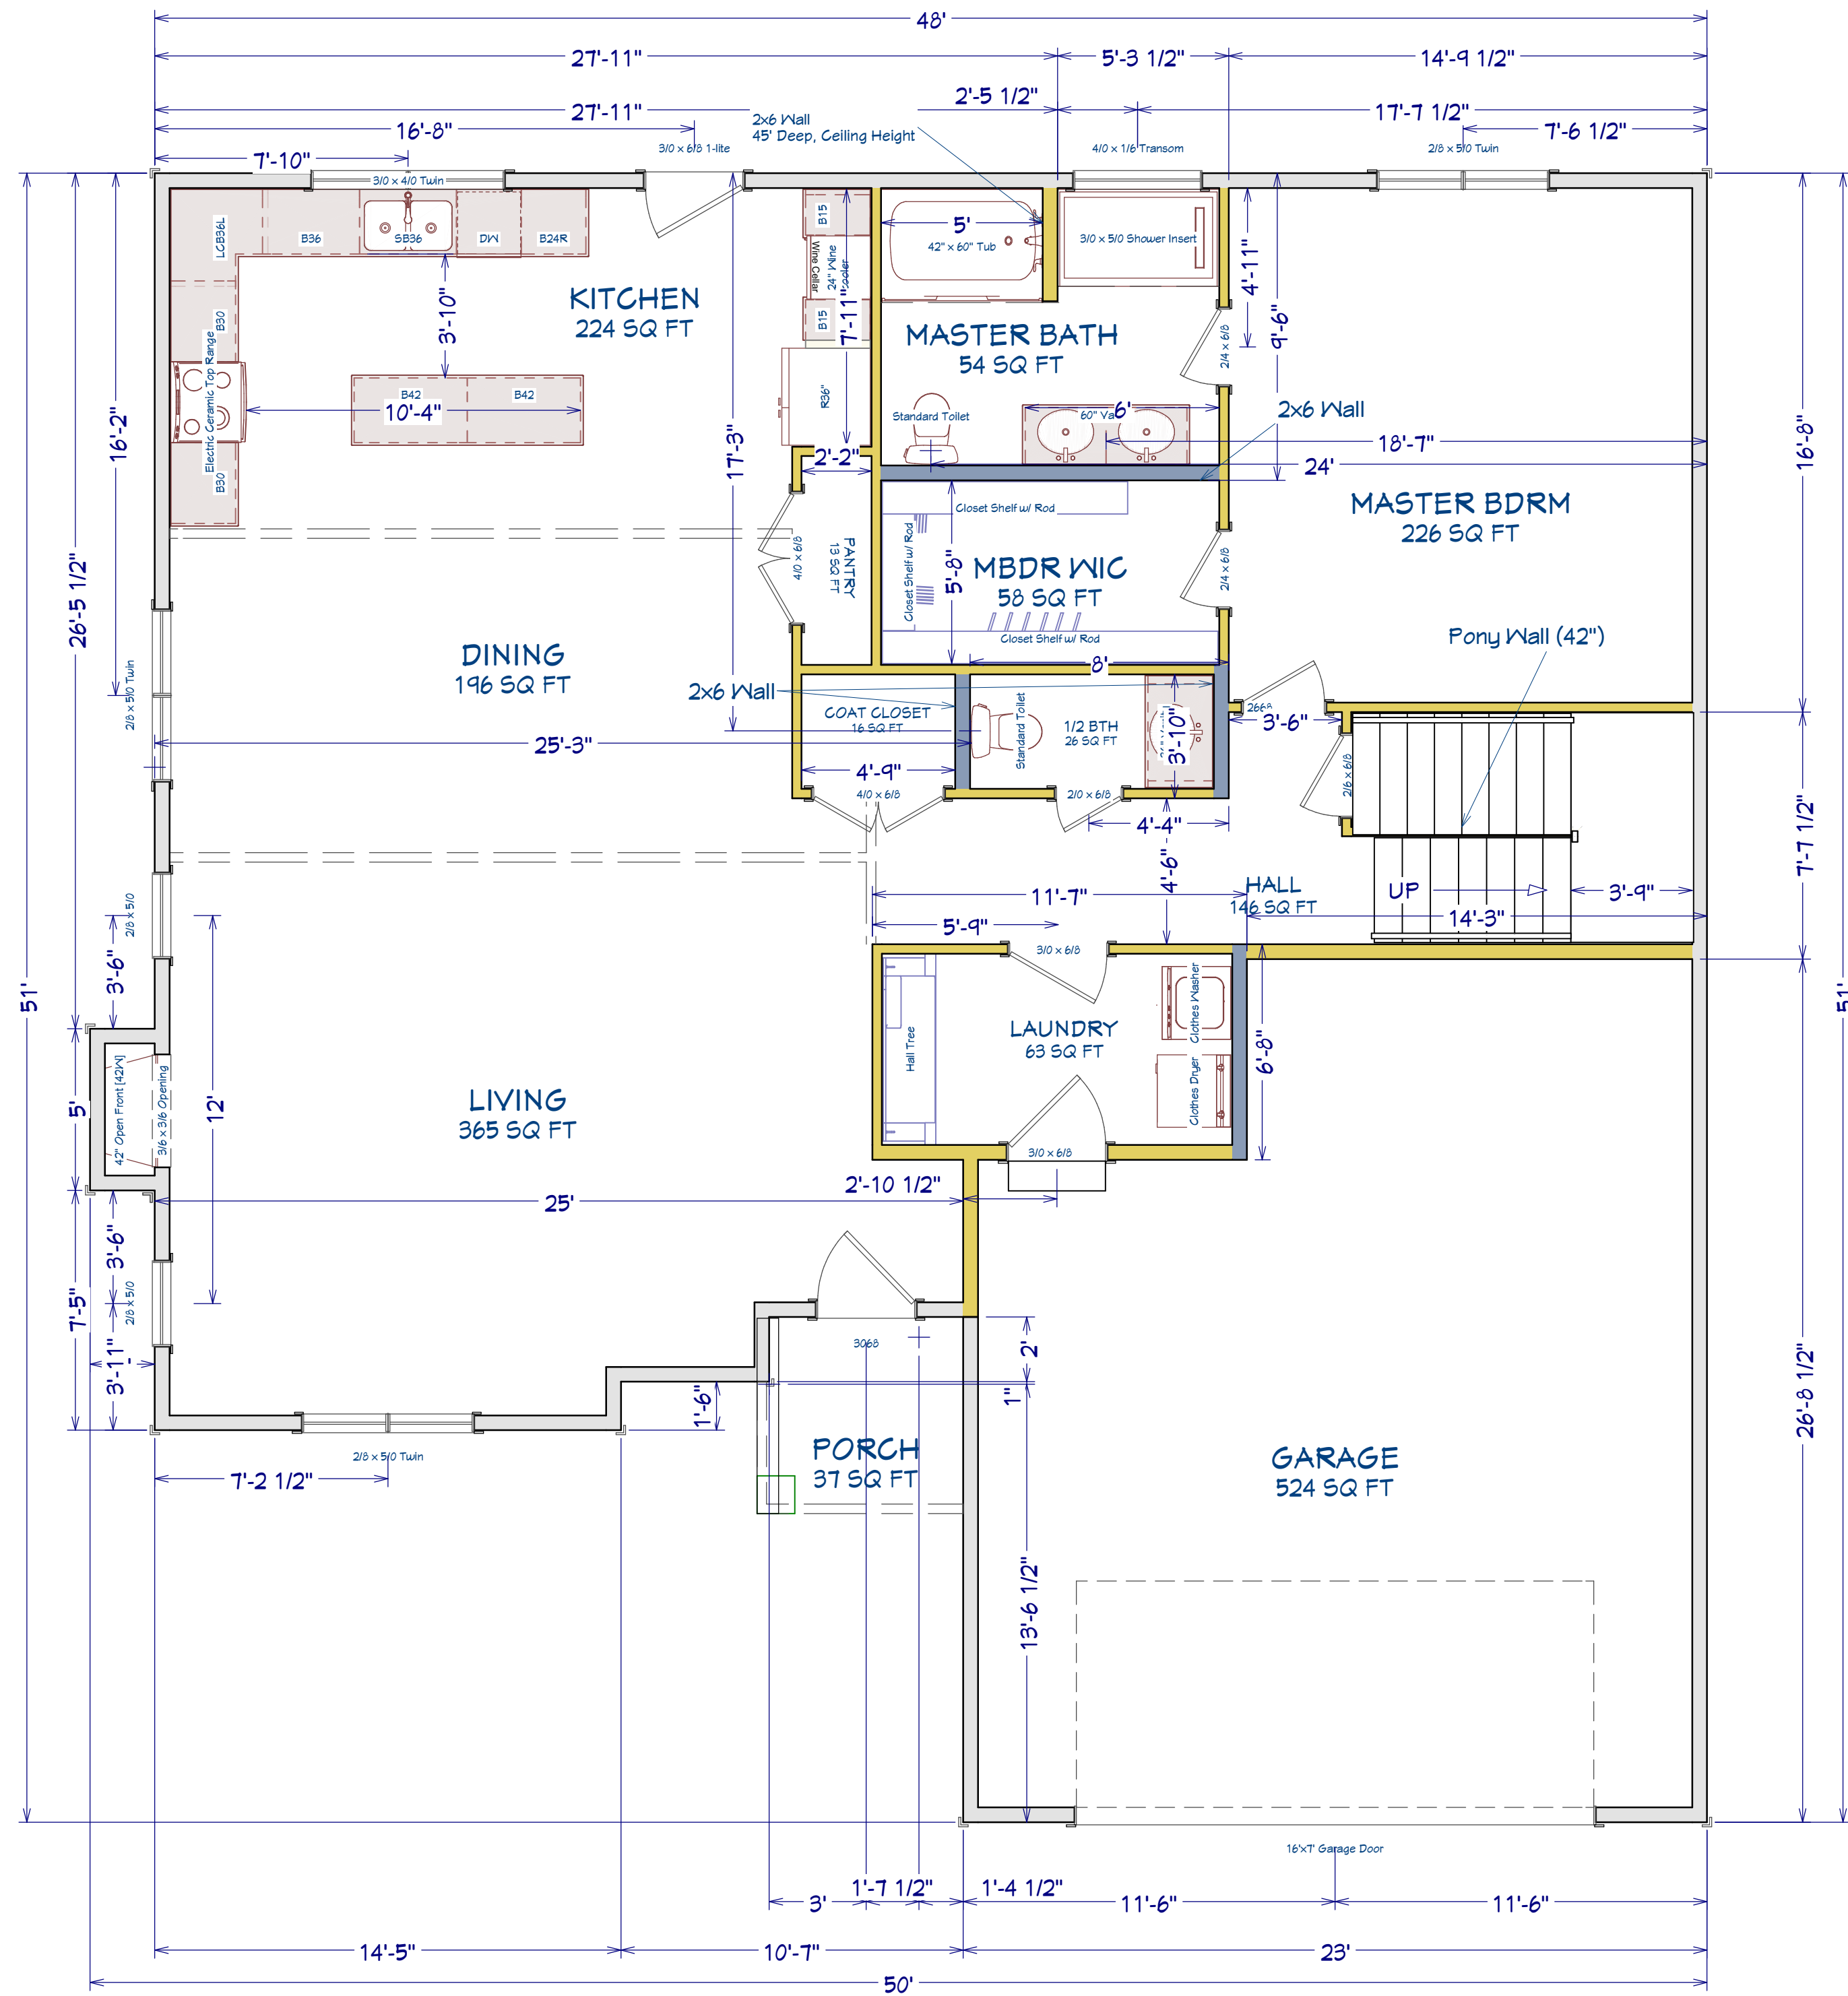 48'
27'-11"
5'-3 1/2"
14'-9 1/2"
27'-11"
2'-5 1/2"
17'-7 1/2"
16'-8"
2x6 Wall
45' Deep, Ceiling Height
7'-6 1/2"
7'-10"
3/0 x 6/8 1-lite
4/0 x 1/6 Transom
2/8 x 5/0 Twin
3/0 x 4/0 Twin
LCB36L
B36
SB36
DW
B24R
B15
Wine Cellar
24" Wine
B15
7'-11"
5'
42" x 60" Tub
3/0 x 5/0 Shower Insert
4'-11"
9'-6"
KITCHEN
224 SQ FT
3'-10"
MASTER BATH
54 SQ FT
2/4 x 6/8
B30
Electric Ceramic Top Range
B30
B42
B42
10'-4"
R36"
Standard Toilet
60" Va
6'
2x6 Wall
18'-7"
24'
16'-2"
17'-3"
2'-2"
16'-8"
MASTER BDRM
226 SQ FT
Closet Shelf w/ Rod
Closet Shelf w/ Rod
5'-8"
MBDR WIC
58 SQ FT
Closet Shelf w/ Rod
2/4 x 6/8
4/0 x 6/8
PANTRY
13 SQ FT
26'-5 1/2"
DINING
196 SQ FT
Pony Wall (42")
8'
2/8 x 5/0 Twin
2x6 Wall
COAT CLOSET
16 SQ FT
Standard Toilet
1/2 BTH
26 SQ FT
3'-10"
2668
3'-6"
25'-3"
4'-9"
4/0 x 6/8
2/0 x 6/8
2/6 x 6/8
4'-4"
7'-7 1/2"
4'-6"
11'-7"
HALL
146 SQ FT
UP
3'-9"
14'-3"
5'-9"
2/8 x 5/0
3'-6"
3/0 x 6/8
51'
51'
Hall Tree
LAUNDRY
63 SQ FT
Clothes Washer
Clothes Dryer
6'-8"
5'
42" Open Front [42W]
3/6 x 3/6 Opening
12'
LIVING
365 SQ FT
3/0 x 6/8
2'-10 1/2"
25'
3'-6"
2/8 x 5/0
7'-5"
3'-11"
3068
2'
1"
1'-6"
26'-8 1/2"
2/8 x 5/0 Twin
7'-2 1/2"
PORCH
37 SQ FT
GARAGE
524 SQ FT
13'-6 1/2"
16'x7' Garage Door
3'
1'-7 1/2"
1'-4 1/2"
11'-6"
11'-6"
14'-5"
10'-7"
23'
50'